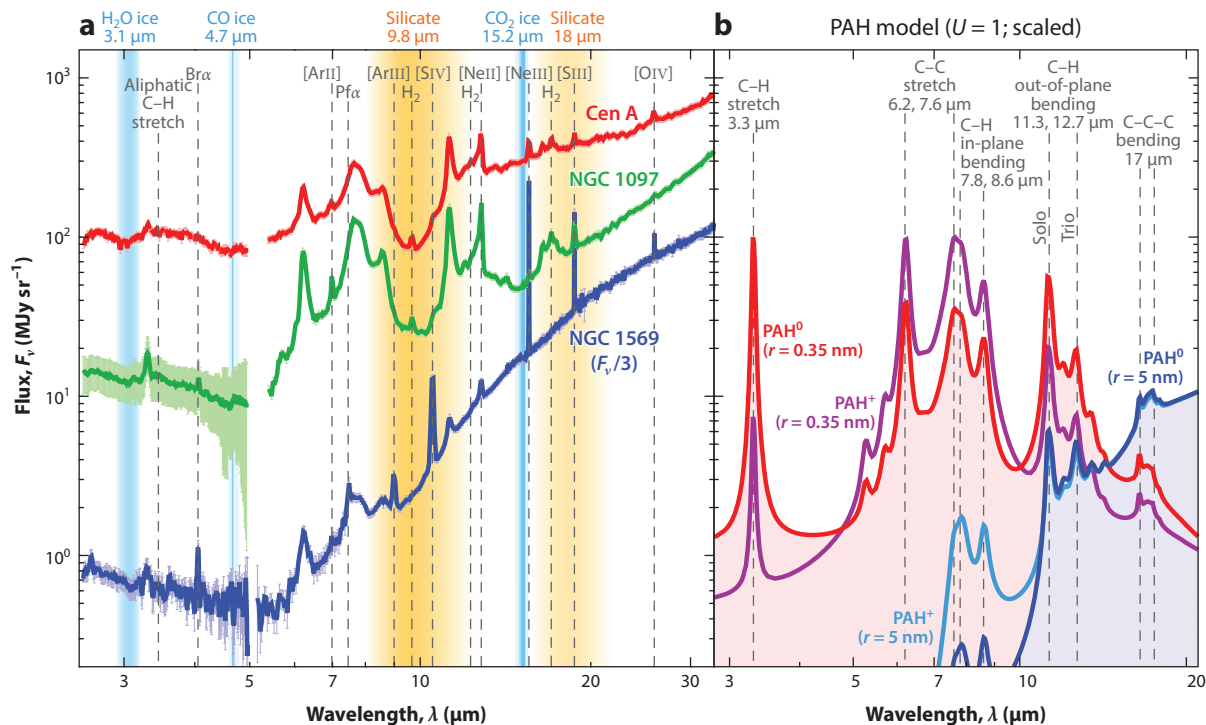 a
H₂O ice
3.1 µm
CO ice
4.7 µm
Silicate
9.8 µm
CO₂ ice
15.2 µm
Silicate
18 µm
Aliphatic
C–H
stretch
Brα
[ArII]
Pfα
[ArIII]
H₂
[SIV]
[NeII]
H₂
[NeIII]
H₂
[SIII]
[OIV]
Cen A
NGC 1097
NGC 1569
(Fᵥ/3)
10³
10²
10¹
10⁰
Flux, Fᵥ (MJy sr⁻¹)
3
5
7
10
20
30
Wavelength, λ (µm)
b
PAH model (U = 1; scaled)
C–H
stretch
3.3 µm
C–C
stretch
6.2, 7.6 µm
C–H
in-plane
bending
7.8, 8.6 µm
C–H
out-of-plane
bending
11.3, 12.7 µm
C–C–C
bending
17 µm
Solo
Trio
PAH⁰
(r = 0.35 nm)
PAH⁺
(r = 0.35 nm)
PAH⁰
(r = 5 nm)
PAH⁺
(r = 5 nm)
3
5
7
10
20
Wavelength, λ (µm)